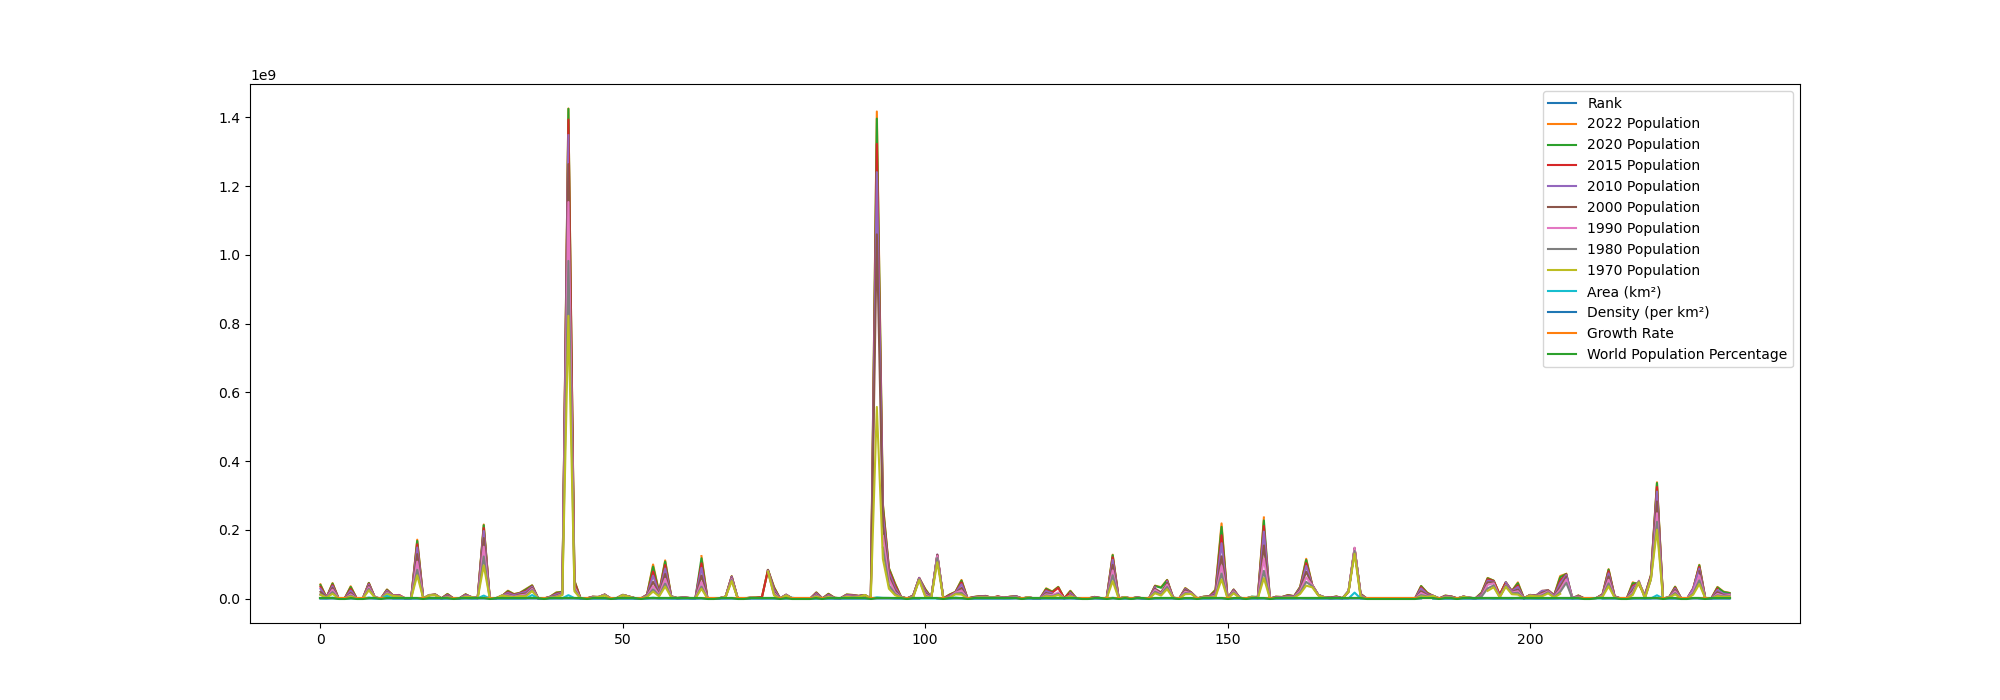 1e9
1.4
1.2
1.0
0.8
0.6
0.4
0.2
0.0
0 50 100 150 200
Rank
2022 Population
2020 Population
2015 Population
2010 Population
2000 Population
1990 Population
1980 Population
1970 Population
Area (km²)
Density (per km²)
Growth Rate
World Population Percentage